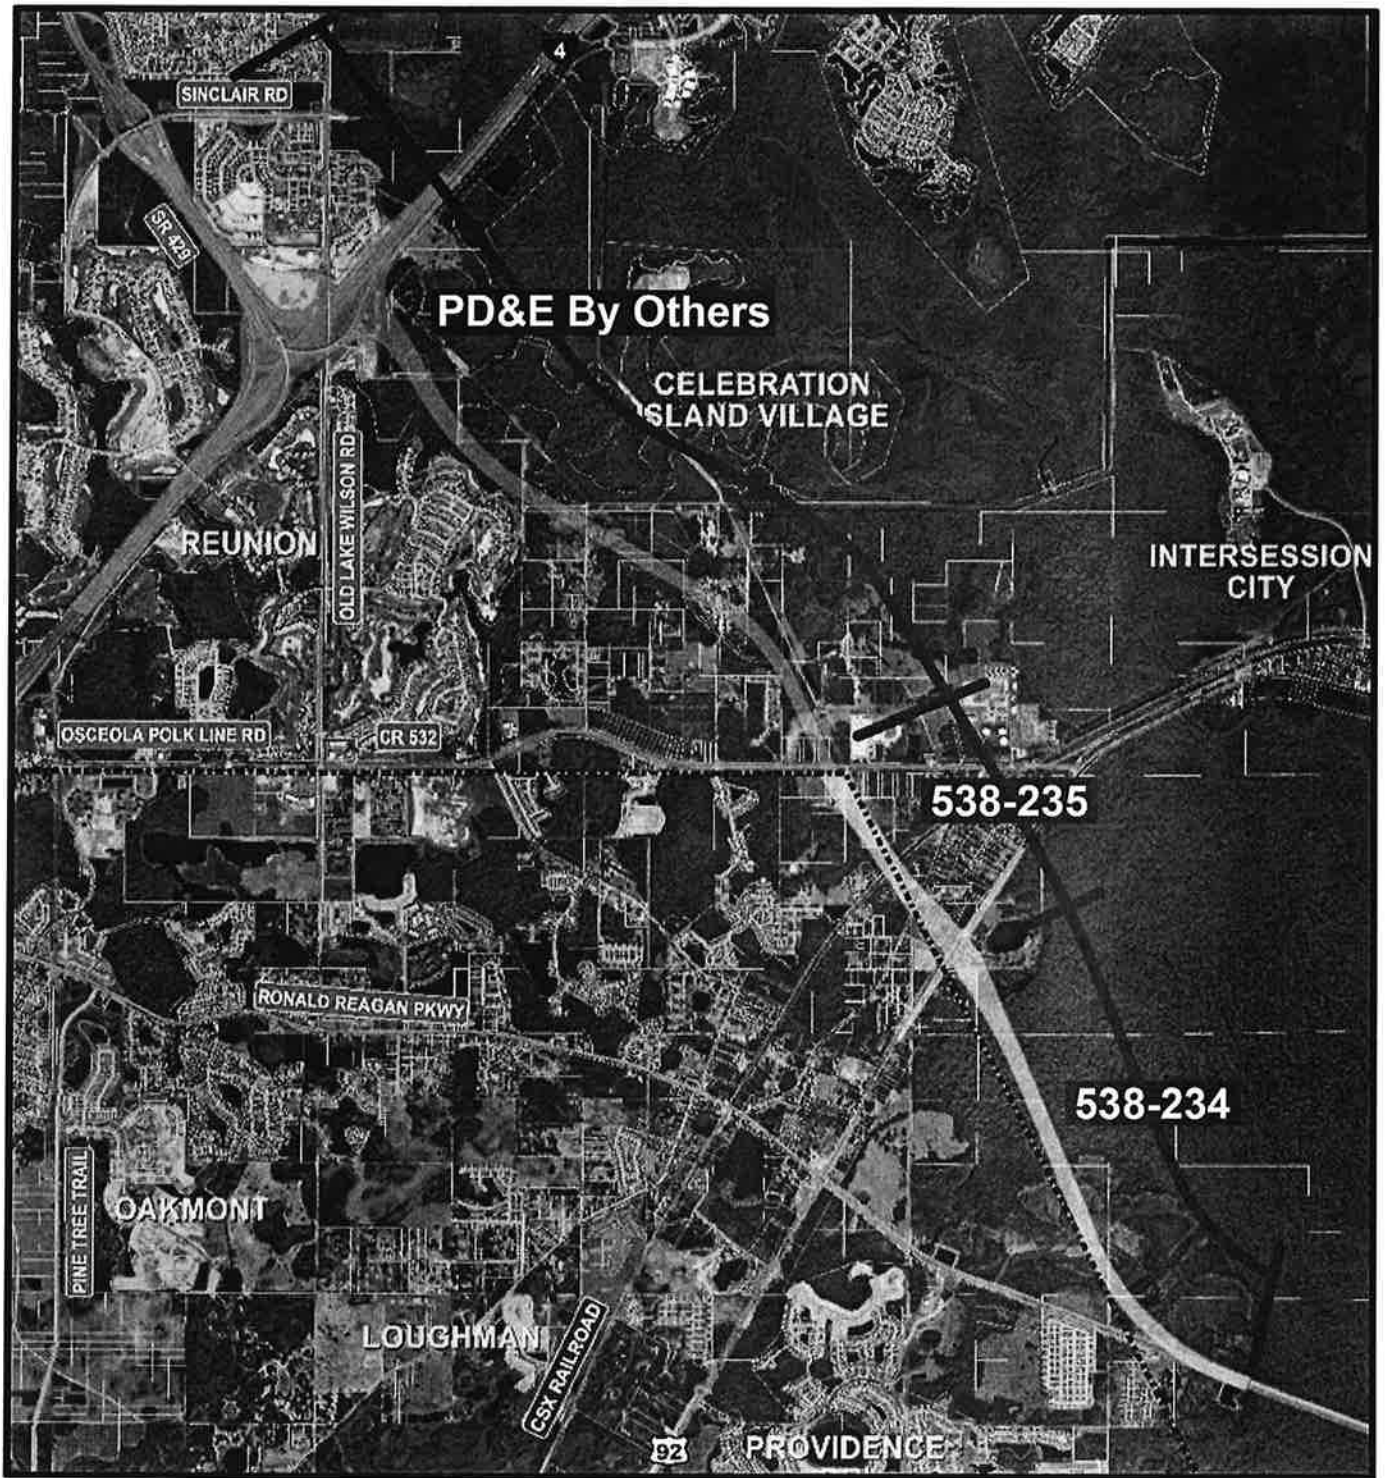 4
SINCLAIR RD
SR 429
PD&E By Others
CELEBRATION
ISLAND VILLAGE
OLD LAKE WILSON RD
REUNION
INTERSESSION
CITY
OSCEOLA POLK LINE RD
CR 532
538-235
RONALD REAGAN PKWY
538-234
PINE TREE TRAIL
OAKMONT
LOUGHMAN
CSX RAILROAD
92
PROVIDENCE